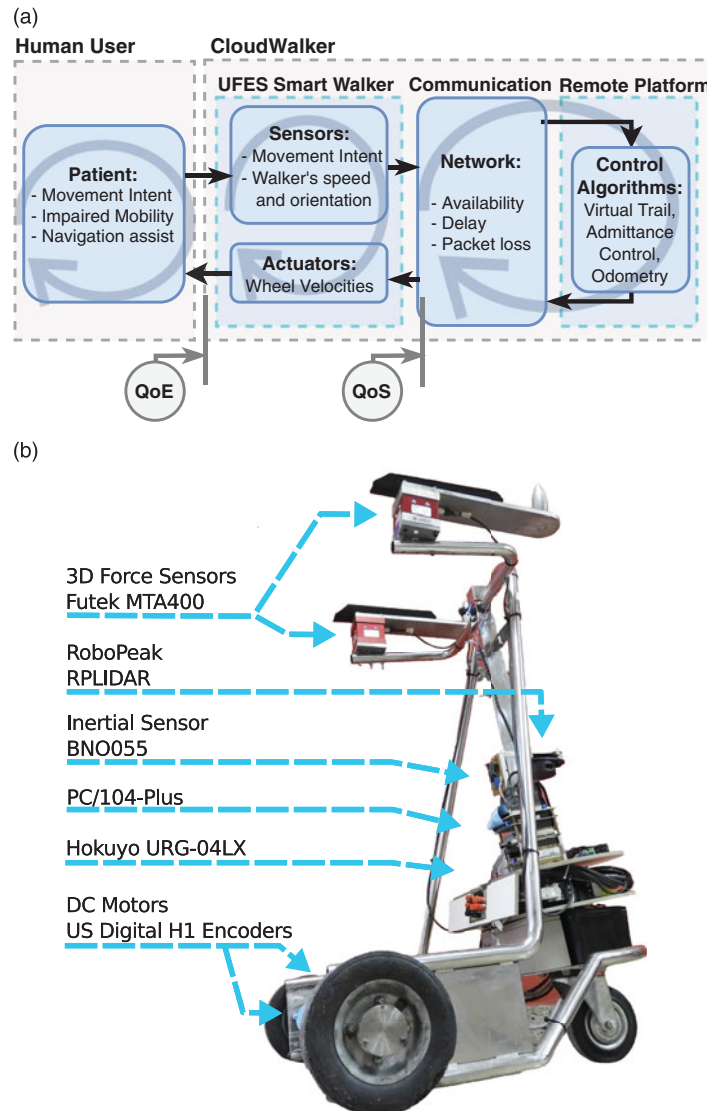 (a)
Human User
CloudWalker
UFES Smart Walker
Communication
Remote Platform
Patient:
- Movement Intent
- Impaired Mobility
- Navigation assist
Sensors:
- Movement Intent
- Walker's speed
and orientation
Actuators:
Wheel Velocities
Network:
- Availability
- Delay
- Packet loss
Control
Algorithms:
Virtual Trail,
Admittance
Control,
Odometry
QoE
QoS
(b)
3D Force Sensors
Futek MTA400
RoboPeak
RPLIDAR
Inertial Sensor
BNO055
PC/104-Plus
Hokuyo URG-04LX
DC Motors
US Digital H1 Encoders